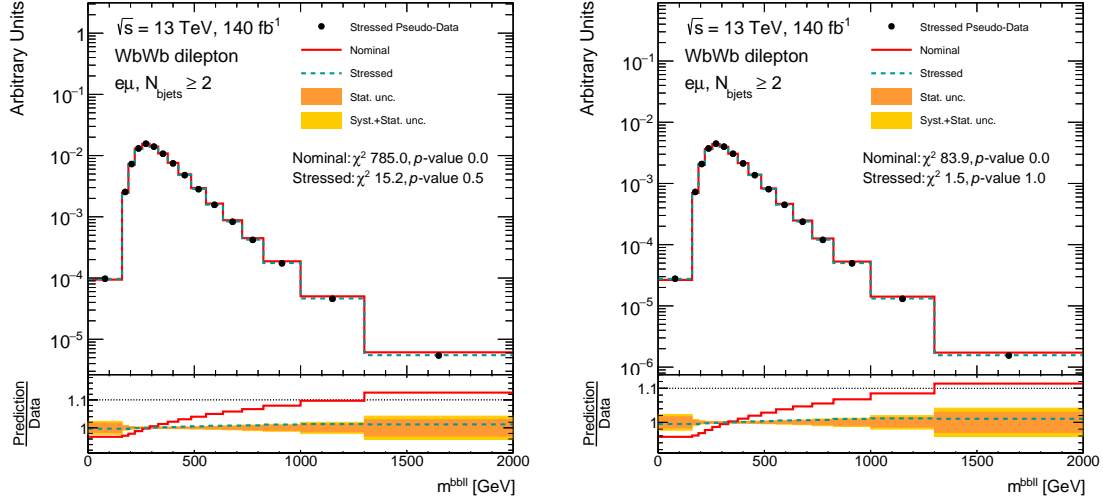 √s = 13 TeV, 140 fb⁻¹
WbWb dilepton
eμ, N_bjets ≥ 2
Stressed Pseudo-Data
Nominal
Stressed
Stat. unc.
Syst.+Stat. unc.
Nominal: χ² 785.0, p-value 0.0
Stressed: χ² 15.2, p-value 0.5
Arbitrary Units
1
10⁻¹
10⁻²
10⁻³
10⁻⁴
10⁻⁵
Prediction
Data
1.1
1
0 500 1000 1500 2000
m^bbll [GeV]
√s = 13 TeV, 140 fb⁻¹
WbWb dilepton
eμ, N_bjets ≥ 2
Stressed Pseudo-Data
Nominal
Stressed
Stat. unc.
Syst.+Stat. unc.
Nominal: χ² 83.9, p-value 0.0
Stressed: χ² 1.5, p-value 1.0
Arbitrary Units
1
10⁻¹
10⁻²
10⁻³
10⁻⁴
10⁻⁵
10⁻⁶
Prediction
Data
1.1
1
0 500 1000 1500 2000
m^bbll [GeV]